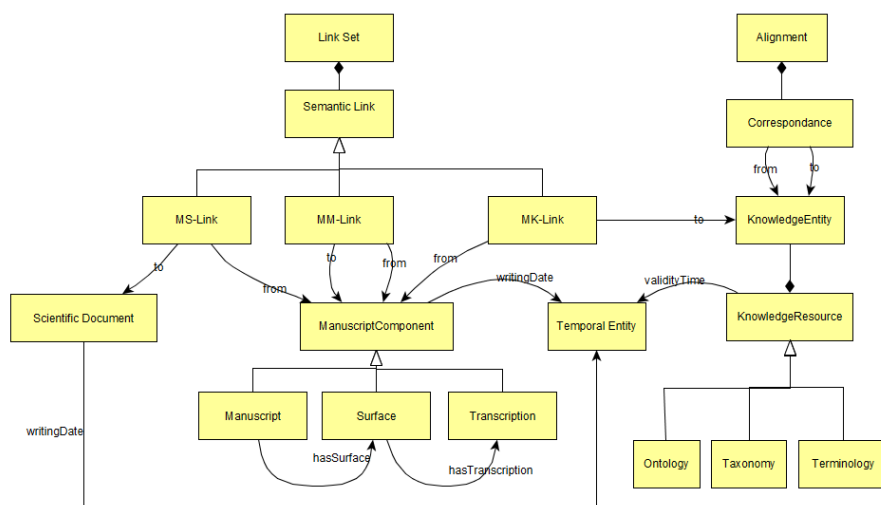 Link Set
Alignment
Semantic Link
Correspondance
from
to
MS-Link
MM-Link
MK-Link
to
KnowledgeEntity
to
from
to
from
from
writingDate
validityTime
Scientific Document
ManuscriptComponent
Temporal Entity
KnowledgeResource
Manuscript
Surface
Transcription
writingDate
hasSurface
hasTranscription
Ontology
Taxonomy
Terminology